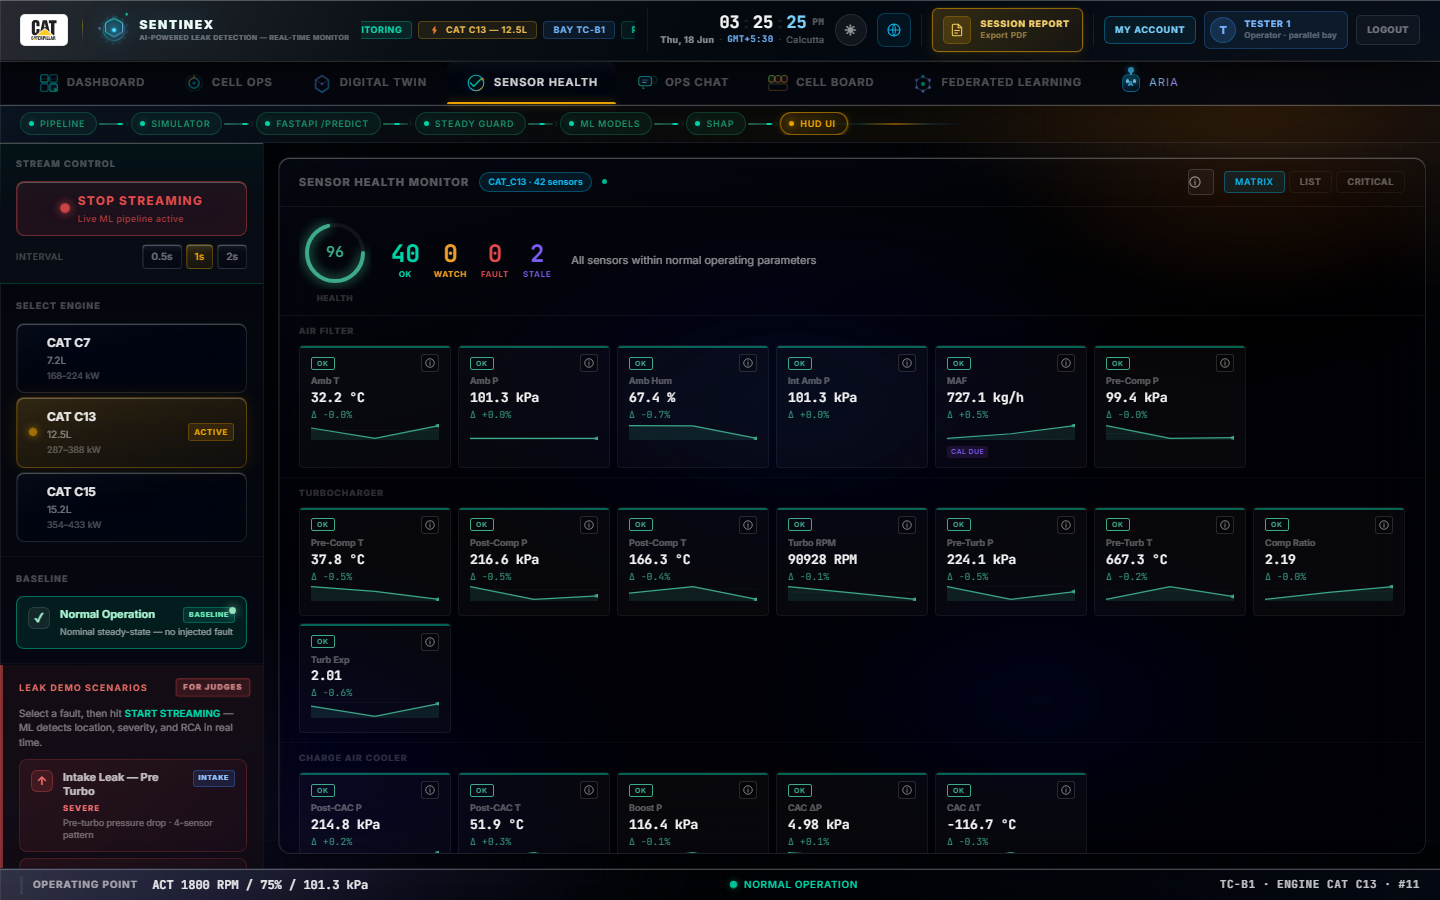 CAT
CATERPILLAR
SENTINEX
AI-POWERED LEAK DETECTION — REAL-TIME MONITOR
ITORING
CAT C13 — 12.5L
BAY TC-B1
03 25 25 PM
Thu, 18 Jun · GMT+5:30 · Calcutta
SESSION REPORT
Export PDF
MY ACCOUNT
T
TESTER 1
Operator · parallel bay
LOGOUT
DASHBOARD
CELL OPS
DIGITAL TWIN
SENSOR HEALTH
OPS CHAT
CELL BOARD
FEDERATED LEARNING
ARIA
PIPELINE
SIMULATOR
FASTAPI /PREDICT
STEADY GUARD
ML MODELS
SHAP
HUD UI
STREAM CONTROL
STOP STREAMING
Live ML pipeline active
INTERVAL
0.5s
1s
2s
SELECT ENGINE
CAT C7
7.2L
168–224 kW
CAT C13
12.5L
287–388 kW
ACTIVE
CAT C15
15.2L
354–433 kW
BASELINE
Normal Operation
BASELINE
Nominal steady-state — no injected fault
LEAK DEMO SCENARIOS
FOR JUDGES
Select a fault, then hit START STREAMING —
ML detects location, severity, and RCA in real
time.
Intake Leak — Pre
Turbo
INTAKE
SEVERE
Pre-turbo pressure drop · 4-sensor
pattern
SENSOR HEALTH MONITOR
CAT_C13 · 42 sensors
MATRIX
LIST
CRITICAL
96
HEALTH
40
OK
0
WATCH
0
FAULT
2
STALE
All sensors within normal operating parameters
AIR FILTER
OK
Amb T
32.2 °C
Δ -0.0%
OK
Amb P
101.3 kPa
Δ +0.0%
OK
Amb Hum
67.4 %
Δ -0.7%
OK
Int Amb P
101.3 kPa
Δ +0.0%
OK
MAF
727.1 kg/h
Δ +0.5%
CAL DUE
OK
Pre-Comp P
99.4 kPa
Δ -0.0%
TURBOCHARGER
OK
Pre-Comp T
37.8 °C
Δ -0.5%
OK
Post-Comp P
216.6 kPa
Δ -0.5%
OK
Post-Comp T
166.3 °C
Δ -0.4%
OK
Turbo RPM
90928 RPM
Δ -0.1%
OK
Pre-Turb P
224.1 kPa
Δ -0.5%
OK
Pre-Turb T
667.3 °C
Δ -0.2%
OK
Comp Ratio
2.19
Δ -0.0%
OK
Turb Exp
2.01
Δ -0.6%
CHARGE AIR COOLER
OK
Post-CAC P
214.8 kPa
Δ +0.2%
OK
Post-CAC T
51.9 °C
Δ +0.3%
OK
Boost P
116.4 kPa
Δ -0.1%
OK
CAC ΔP
4.98 kPa
Δ +0.1%
OK
CAC ΔT
-116.7 °C
Δ -0.3%
OPERATING POINT
ACT 1800 RPM / 75% / 101.3 kPa
NORMAL OPERATION
TC-B1 · ENGINE CAT C13 · #11